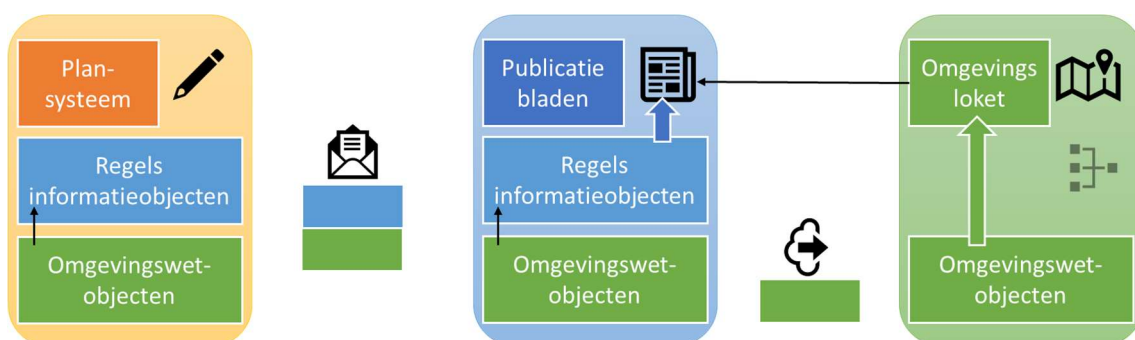 Plan-
systeem
Regels
informatieobjecten
Omgevingswet-
objecten
Publicatie
bladen
Regels
informatieobjecten
Omgevingswet-
objecten
Omgevings
loket
Omgevingswet-
objecten